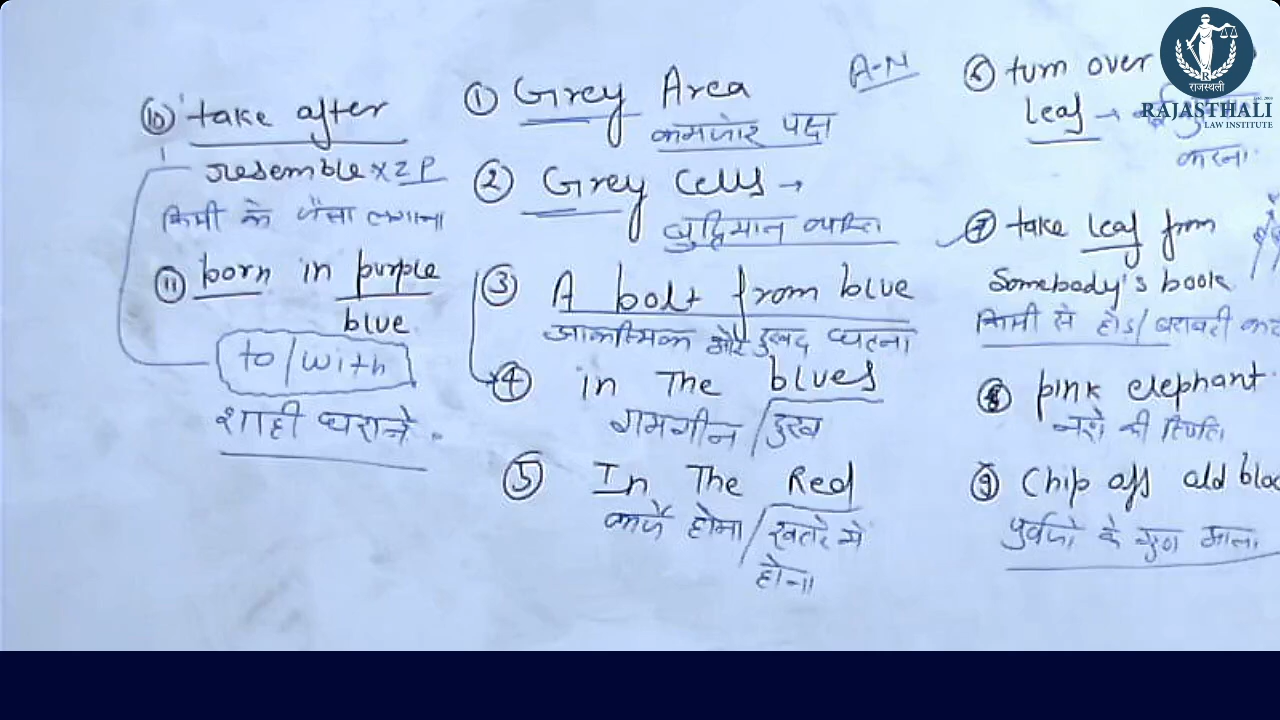 ① Grey Area
कमजोर पक्ष
A-N
② Grey Cells →
बुद्धिमान व्यक्ति
③ A bolt from blue
आकस्मिक और दुखद घटना
④ in The blues
गमगीन / दुख
⑤ In The Red
कर्ज होना / खतरे में
होना
⑥ turn over
leaf →
करना
⑦ take leaf from
Somebody's book
किसी से होड़ / बराबरी
⑧ pink elephant
नशे की स्थिति
⑨ Chip off old
पुर्वजो के गुण
⑩ take after
resemble x 2 P
किसी के जैसा लगना
⑪ born in purple
blue
to/with
शाही घराने
राजस्थली
RAJASTHALI
LAW INSTITUTE